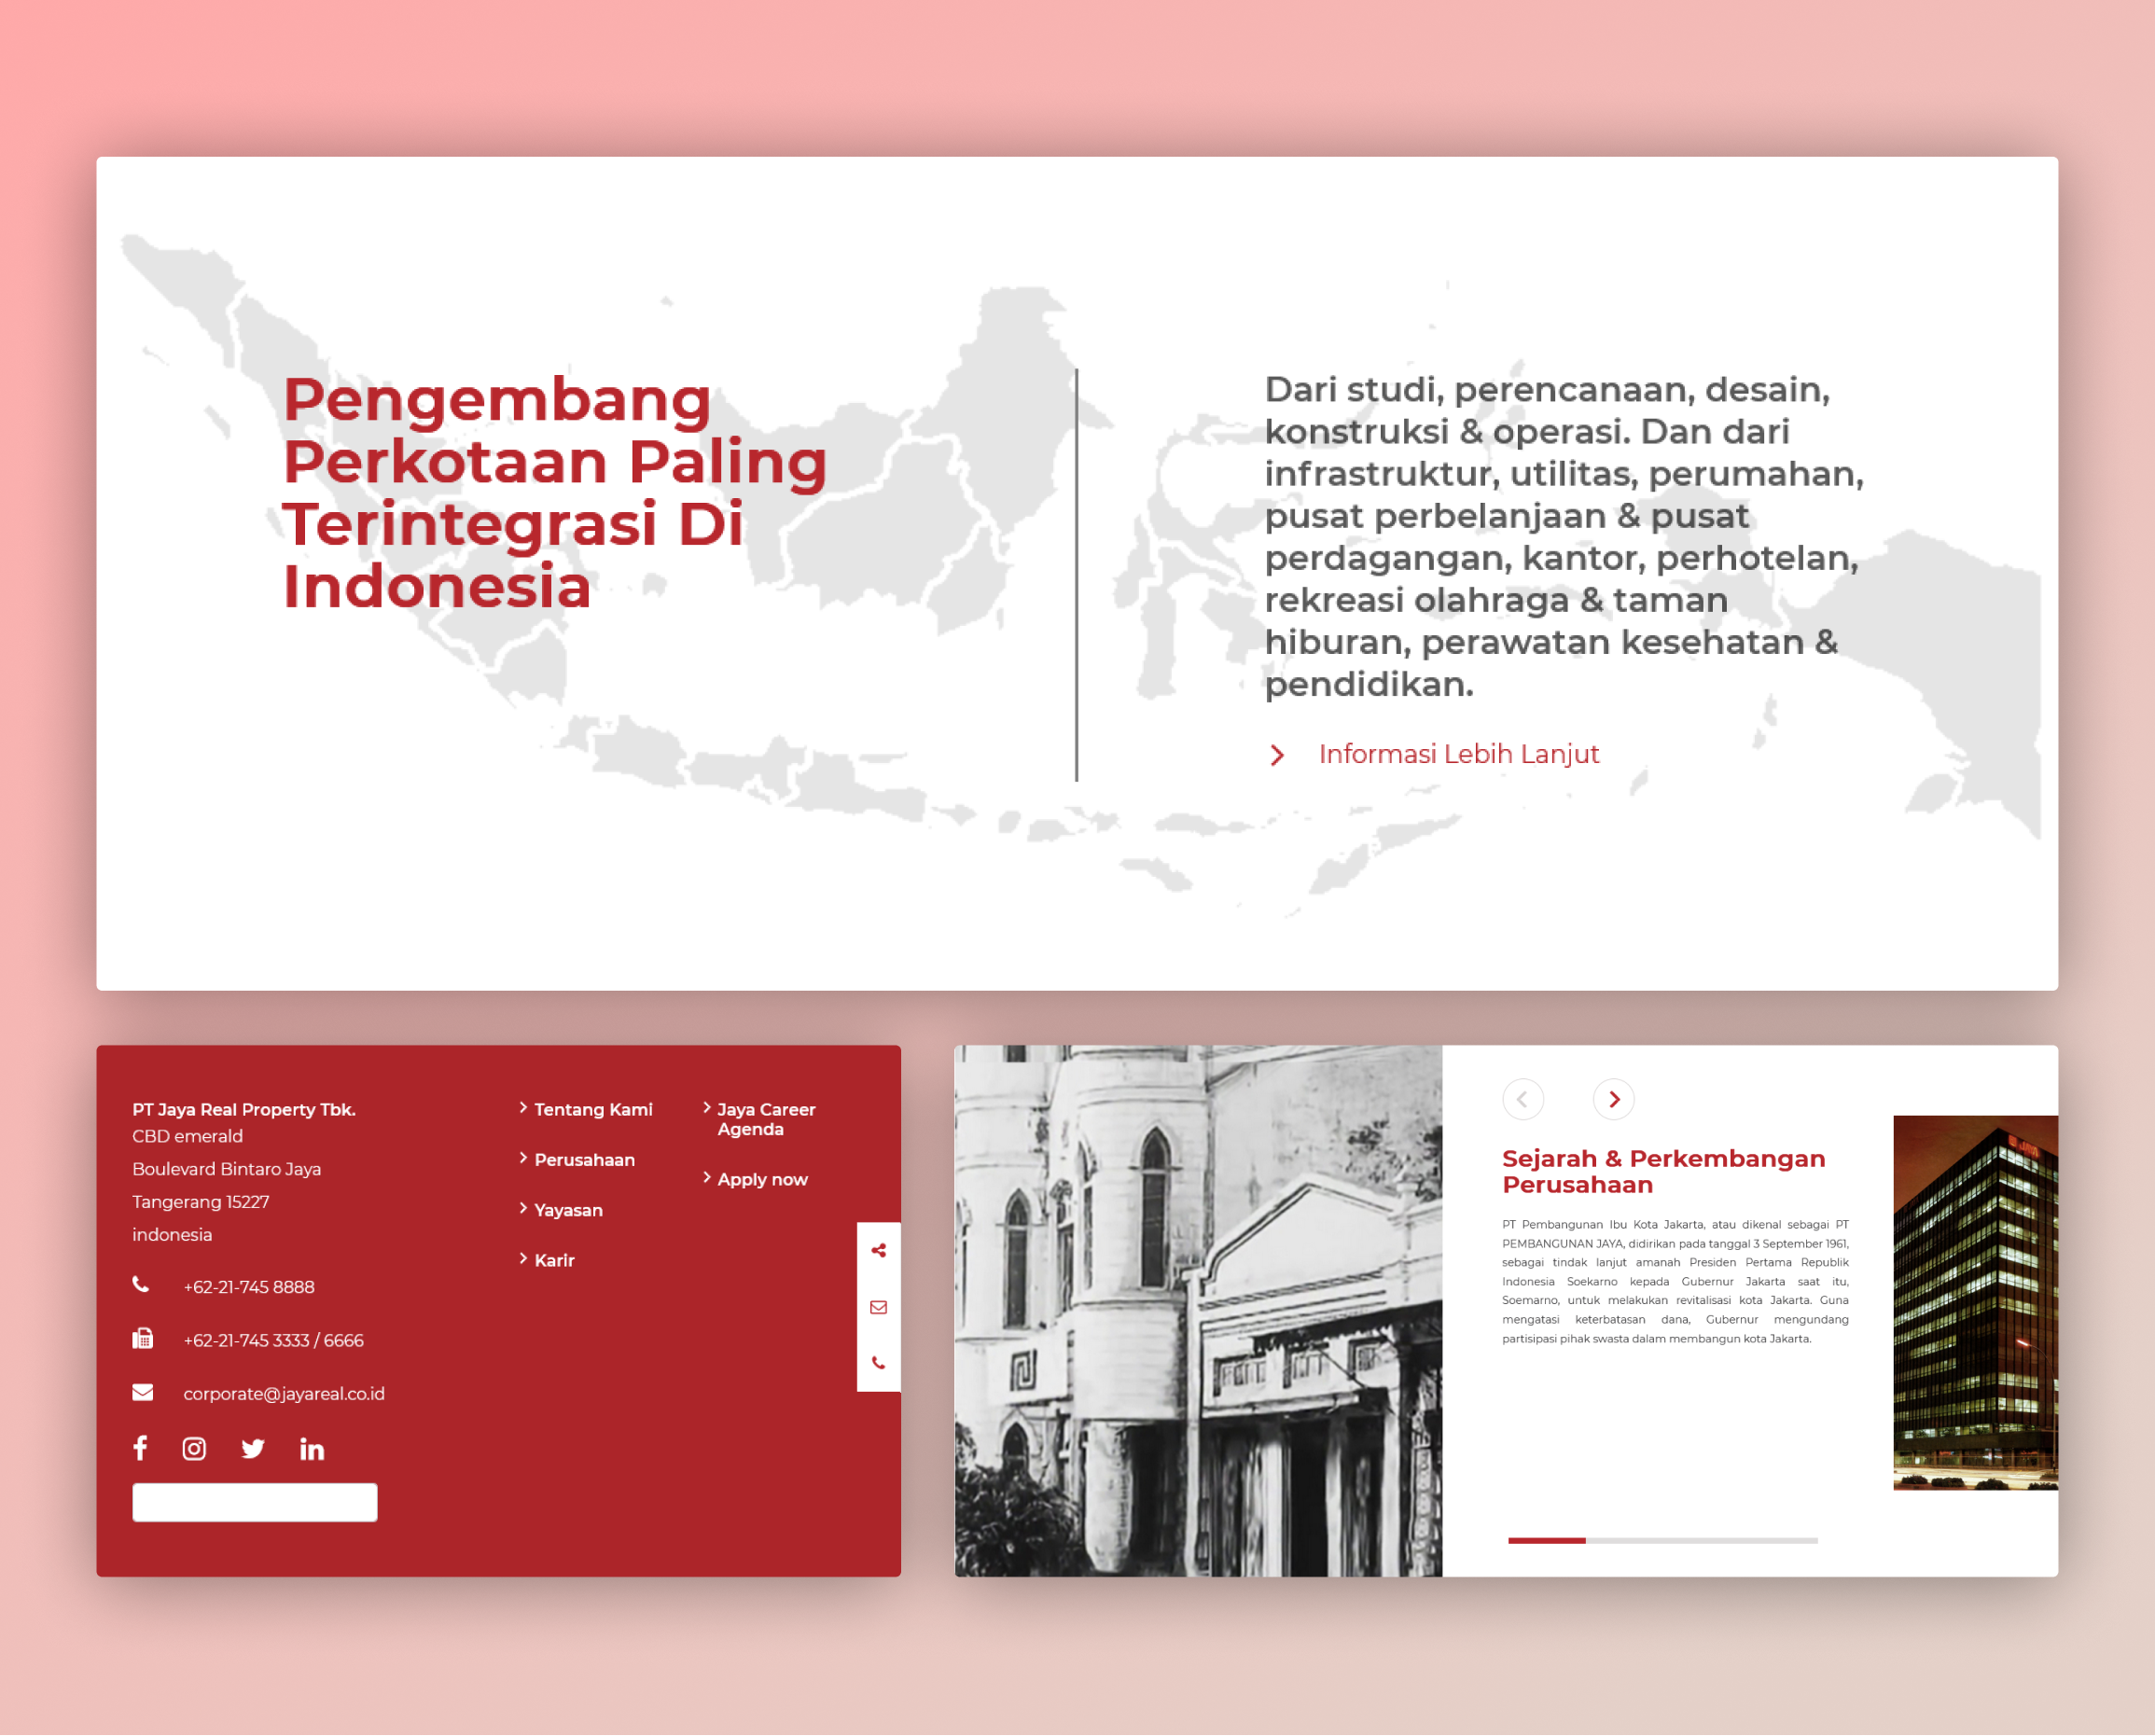 Pengembang
Perkotaan Paling
Terintegrasi Di
Indonesia
Dari studi, perencanaan, desain,
konstruksi & operasi. Dan dari
infrastruktur, utilitas, perumahan,
pusat perbelanjaan & pusat
perdagangan, kantor, perhotelan,
rekreasi olahraga & taman
hiburan, perawatan kesehatan &
pendidikan.
Informasi Lebih Lanjut
PT Jaya Real Property Tbk.
CBD emerald
Boulevard Bintaro Jaya
Tangerang 15227
indonesia
+62-21-745 8888
+62-21-745 3333 / 6666
corporate@jayareal.co.id
Tentang Kami
Perusahaan
Yayasan
Karir
Jaya Career
Agenda
Apply now
Sejarah & Perkembangan
Perusahaan
PT Pembangunan Ibu Kota Jakarta, atau dikenal sebagai PT
PEMBANGUNAN JAYA, didirikan pada tanggal 3 September 1961,
sebagai tindak lanjut amanah Presiden Pertama Republik
Indonesia Soekarno kepada Gubernur Jakarta saat itu,
Soemarno, untuk melakukan revitalisasi kota Jakarta. Guna
mengatasi keterbatasan dana, Gubernur mengundang
partisipasi pihak swasta dalam membangun kota Jakarta.